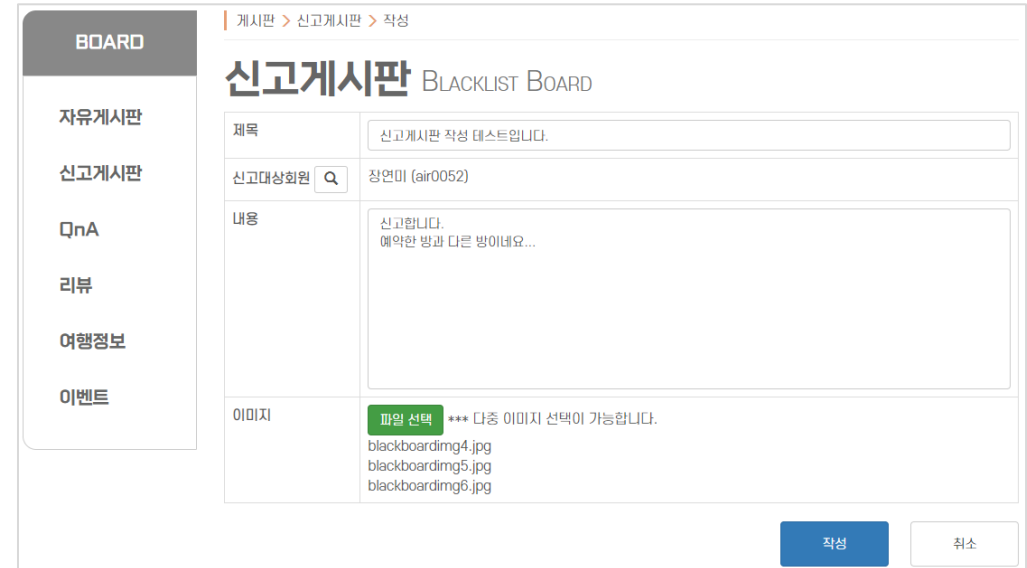 BOARD
자유게시판
신고게시판
QnA
리뷰
여행정보
이벤트
게시판 > 신고게시판 > 작성
신고게시판 BLACKLIST BOARD
제목
신고게시판 작성 테스트입니다.
신고대상회원
장연미 (air0052)
내용
신고합니다.
예약한 방과 다른 방이네요...
이미지
파일 선택 *** 다중 이미지 선택이 가능합니다.
blackboardimg4.jpg
blackboardimg5.jpg
blackboardimg6.jpg
작성
취소